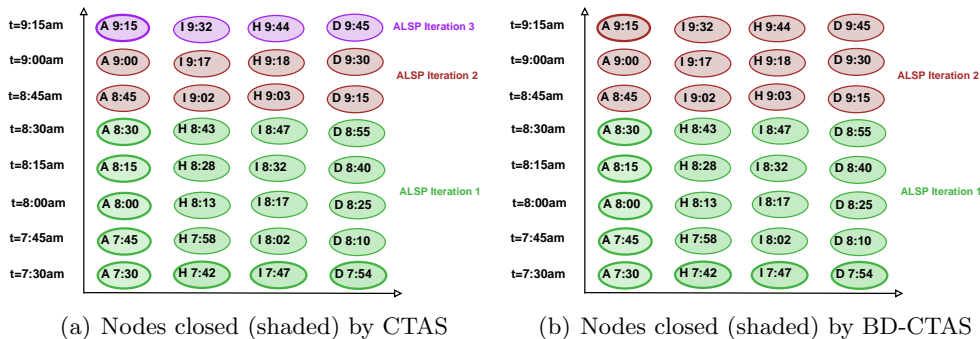 t=9:15am A 9:15 I 9:32 H 9:44 D 9:45 ALSP Iteration 3
t=9:00am A 9:00 I 9:17 H 9:18 D 9:30
ALSP Iteration 2
t=8:45am A 8:45 I 9:02 H 9:03 D 9:15
t=8:30am A 8:30 H 8:43 I 8:47 D 8:55
t=8:15am A 8:15 H 8:28 I 8:32 D 8:40
ALSP Iteration 1
t=8:00am A 8:00 H 8:13 I 8:17 D 8:25
t=7:45am A 7:45 H 7:58 I 8:02 D 8:10
t=7:30am A 7:30 H 7:42 I 7:47 D 7:54
(a) Nodes closed (shaded) by CTAS
t=9:15am A 9:15 I 9:32 H 9:44 D 9:45
t=9:00am A 9:00 I 9:17 H 9:18 D 9:30
ALSP Iteration 2
t=8:45am A 8:45 I 9:02 H 9:03 D 9:15
t=8:30am A 8:30 H 8:43 I 8:47 D 8:55
t=8:15am A 8:15 H 8:28 I 8:32 D 8:40
ALSP Iteration 1
t=8:00am A 8:00 H 8:13 I 8:17 D 8:25
t=7:45am A 7:45 H 7:58 I 8:02 D 8:10
t=7:30am A 7:30 H 7:42 I 7:47 D 7:54
(b) Nodes closed (shaded) by BD-CTAS